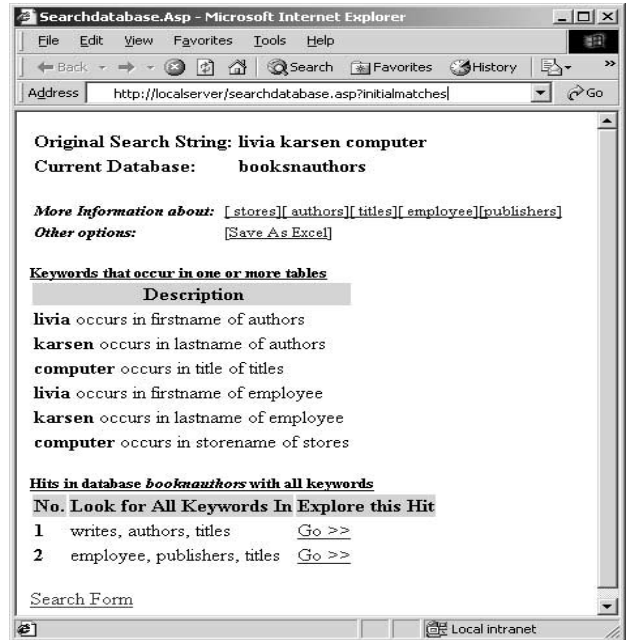 Searchdatabase.Asp - Microsoft Internet Explorer
File Edit View Favorites Tools Help
Back Search Favorites History »
Address http://localserver/searchdatabase.asp?initialmatches Go
Original Search String: livia karsen computer
Current Database: booksnauthors
More Information about: [ stores][ authors][ titles][ employee][publishers]
Other options: [Save As Excel]
Keywords that occur in one or more tables
Description
livia occurs in firstname of authors
karsen occurs in lastname of authors
computer occurs in title of titles
livia occurs in firstname of employee
karsen occurs in lastname of employee
computer occurs in storename of stores
Hits in database booknauthors with all keywords
No. Look for All Keywords In Explore this Hit
1 writes, authors, titles Go >>
2 employee, publishers, titles Go >>
Search Form
Local intranet